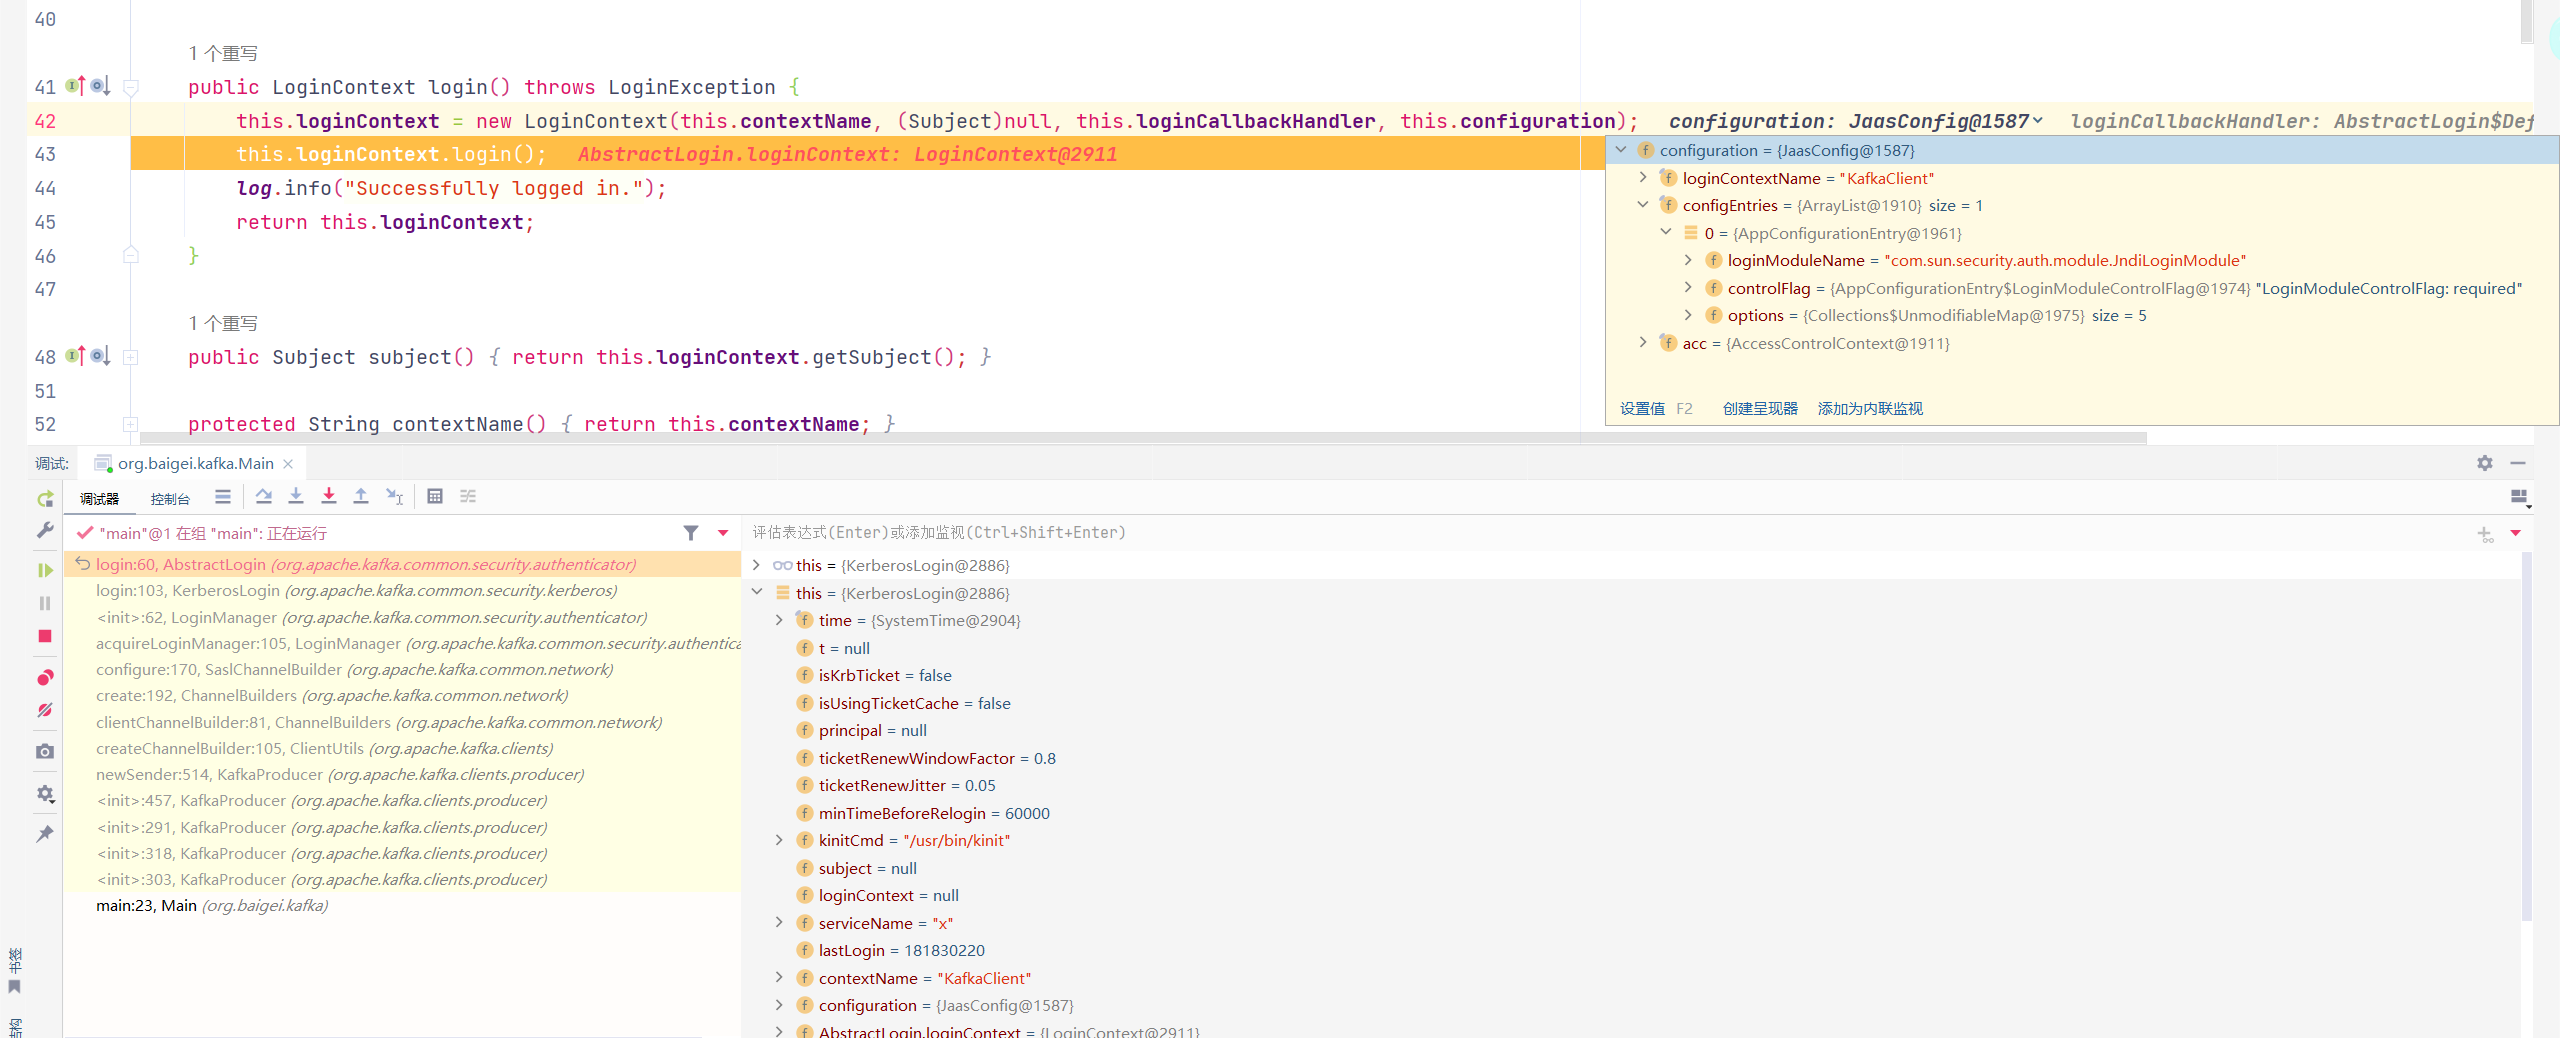 40
1 个重写
41 public LoginContext login() throws LoginException {
42 this.loginContext = new LoginContext(this.contextName, (Subject)null, this.loginCallbackHandler, this.configuration); configuration: JaasConfig@1587 loginCallbackHandler: AbstractLogin$Def
43 this.loginContext.login(); AbstractLogin.loginContext: LoginContext@2911
44 log.info("Successfully logged in.");
45 return this.loginContext;
46 }
47
1 个重写
48 public Subject subject() { return this.loginContext.getSubject(); }
51
52 protected String contextName() { return this.contextName; }
configuration = {JaasConfig@1587}
loginContextName = "KafkaClient"
configEntries = {ArrayList@1910} size = 1
0 = {AppConfigurationEntry@1961}
loginModuleName = "com.sun.security.auth.module.JndiLoginModule"
controlFlag = {AppConfigurationEntry$LoginModuleControlFlag@1974} "LoginModuleControlFlag: required"
options = {Collections$UnmodifiableMap@1975} size = 5
acc = {AccessControlContext@1911}
设置值 F2 创建呈现器 添加为内联监视
调试: org.baigei.kafka.Main
调试器 控制台
"main"@1 在组 "main": 正在运行
login:60, AbstractLogin (org.apache.kafka.common.security.authenticator)
login:103, KerberosLogin (org.apache.kafka.common.security.kerberos)
<init>:62, LoginManager (org.apache.kafka.common.security.authenticator)
acquireLoginManager:105, LoginManager (org.apache.kafka.common.security.authentica
configure:170, SaslChannelBuilder (org.apache.kafka.common.network)
create:192, ChannelBuilders (org.apache.kafka.common.network)
clientChannelBuilder:81, ChannelBuilders (org.apache.kafka.common.network)
createChannelBuilder:105, ClientUtils (org.apache.kafka.clients)
newSender:514, KafkaProducer (org.apache.kafka.clients.producer)
<init>:457, KafkaProducer (org.apache.kafka.clients.producer)
<init>:291, KafkaProducer (org.apache.kafka.clients.producer)
<init>:318, KafkaProducer (org.apache.kafka.clients.producer)
<init>:303, KafkaProducer (org.apache.kafka.clients.producer)
main:23, Main (org.baigei.kafka)
评估表达式(Enter)或添加监视(Ctrl+Shift+Enter)
this = {KerberosLogin@2886}
this = {KerberosLogin@2886}
time = {SystemTime@2904}
t = null
isKrbTicket = false
isUsingTicketCache = false
principal = null
ticketRenewWindowFactor = 0.8
ticketRenewJitter = 0.05
minTimeBeforeRelogin = 60000
kinitCmd = "/usr/bin/kinit"
subject = null
loginContext = null
serviceName = "x"
lastLogin = 181830220
contextName = "KafkaClient"
configuration = {JaasConfig@1587}
AbstractLogin.loginContext = {LoginContext@2911}
书签
结构